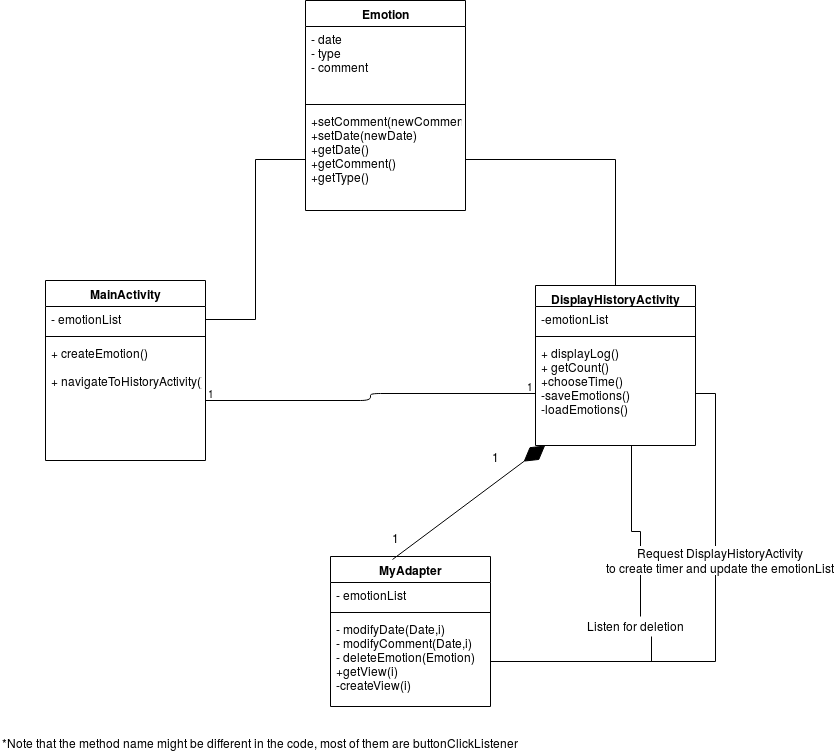 Emotion
- date
- type
- comment
+setComment(newCommer
+setDate(newDate)
+getDate()
+getComment()
+getType()
MainActivity
- emotionList
+ createEmotion()
+ navigateToHistoryActivity(
1
DisplayHistoryActivity
-emotionList
+ displayLog()
+ getCount()
+chooseTime()
-saveEmotions()
-loadEmotions()
1
1
1
MyAdapter
- emotionList
- modifyDate(Date,i)
- modifyComment(Date,i)
- deleteEmotion(Emotion)
+getView(i)
-createView(i)
Request DisplayHistoryActivity
to create timer and update the emotionList
Listen for deletion
*Note that the method name might be different in the code, most of them are buttonClickListener